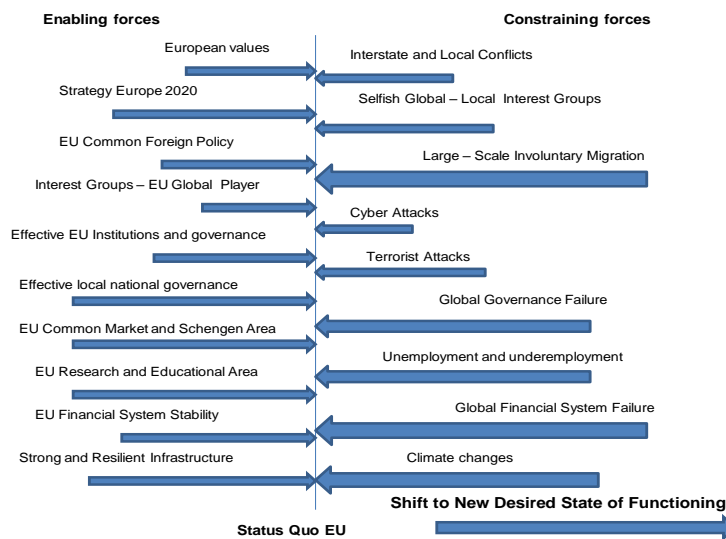 Enabling forces
Constraining forces
European values
Interstate and Local Conflicts
Strategy Europe 2020
Selfish Global – Local Interest Groups
EU Common Foreign Policy
Large – Scale Involuntary Migration
Interest Groups – EU Global Player
Cyber Attacks
Effective EU Institutions and governance
Terrorist Attacks
Effective local national governance
Global Governance Failure
EU Common Market and Schengen Area
Unemployment and underemployment
EU Research and Educational Area
Global Financial System Failure
EU Financial System Stability
Strong and Resilient Infrastructure
Climate changes
Shift to New Desired State of Functioning
Status Quo EU